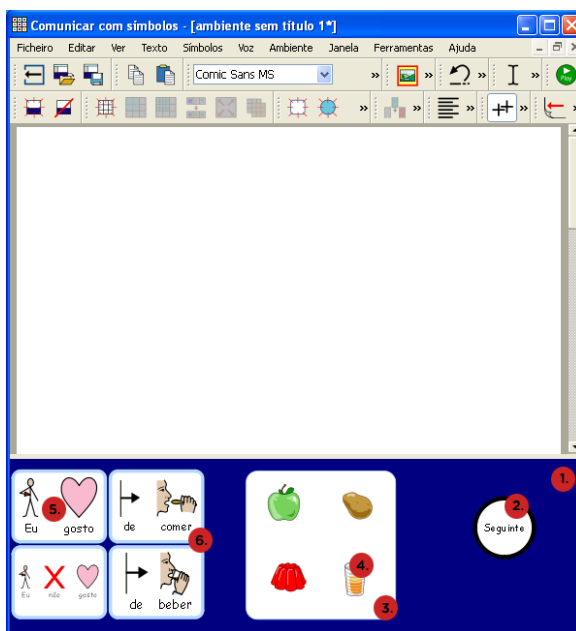 Comunicar com símbolos - [ambiente sem título 1*]
Ficheiro Editar Ver Texto Símbolos Voz Ambiente Janela Ferramentas Ajuda
Comic Sans MS
Play
1.
5.
Eu gosto
de comer
6.
2.
Seguinte
4.
3.
Eu não gosto
de beber